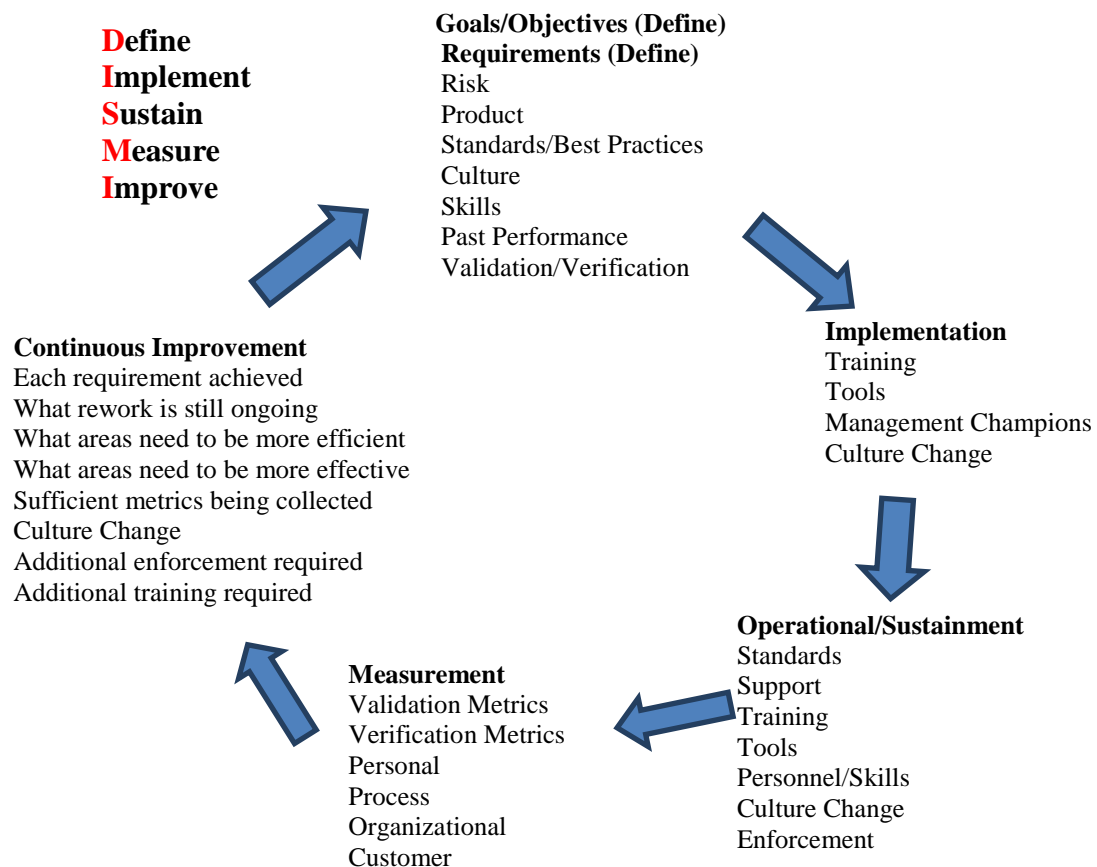 Define
Implement
Sustain
Measure
Improve
Goals/Objectives (Define)
Requirements (Define)
Risk
Product
Standards/Best Practices
Culture
Skills
Past Performance
Validation/Verification
Implementation
Training
Tools
Management Champions
Culture Change
Operational/Sustainment
Standards
Support
Training
Tools
Personnel/Skills
Culture Change
Enforcement
Measurement
Validation Metrics
Verification Metrics
Personal
Process
Organizational
Customer
Continuous Improvement
Each requirement achieved
What rework is still ongoing
What areas need to be more efficient
What areas need to be more effective
Sufficient metrics being collected
Culture Change
Additional enforcement required
Additional training required